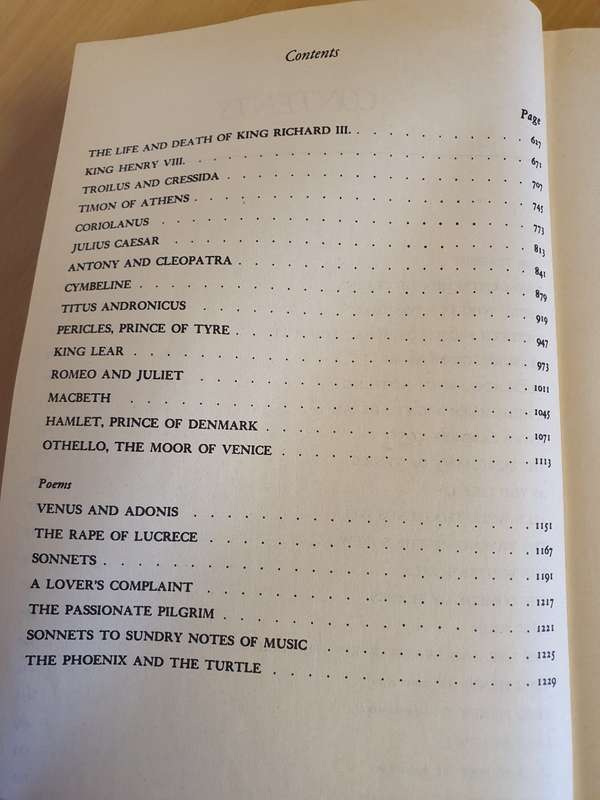 Contents
Page
THE LIFE AND DEATH OF KING RICHARD III. . . . . . . . . . . 617
KING HENRY VIII. . . . . . . . . . . . . . . . . 671
TROILUS AND CRESSIDA . . . . . . . . . . . . . . . 707
TIMON OF ATHENS . . . . . . . . . . . . . . . . 745
CORIOLANUS . . . . . . . . . . . . . . . . . 773
JULIUS CAESAR . . . . . . . . . . . . . . . . . 813
ANTONY AND CLEOPATRA . . . . . . . . . . . . . . . 841
CYMBELINE . . . . . . . . . . . . . . . . . . 879
TITUS ANDRONICUS . . . . . . . . . . . . . . . . 919
PERICLES, PRINCE OF TYRE . . . . . . . . . . . . . . 947
KING LEAR . . . . . . . . . . . . . . . . . . 973
ROMEO AND JULIET . . . . . . . . . . . . . . . . 1011
MACBETH . . . . . . . . . . . . . . . . . . 1045
HAMLET, PRINCE OF DENMARK . . . . . . . . . . . . . 1071
OTHELLO, THE MOOR OF VENICE . . . . . . . . . . . . . 1113
Poems
VENUS AND ADONIS . . . . . . . . . . . . . . . . 1151
THE RAPE OF LUCRECE . . . . . . . . . . . . . . . 1167
SONNETS . . . . . . . . . . . . . . . . . . . 1191
A LOVER'S COMPLAINT . . . . . . . . . . . . . . . 1217
THE PASSIONATE PILGRIM . . . . . . . . . . . . . . 1221
SONNETS TO SUNDRY NOTES OF MUSIC . . . . . . . . . . 1225
THE PHOENIX AND THE TURTLE . . . . . . . . . . . . 1229